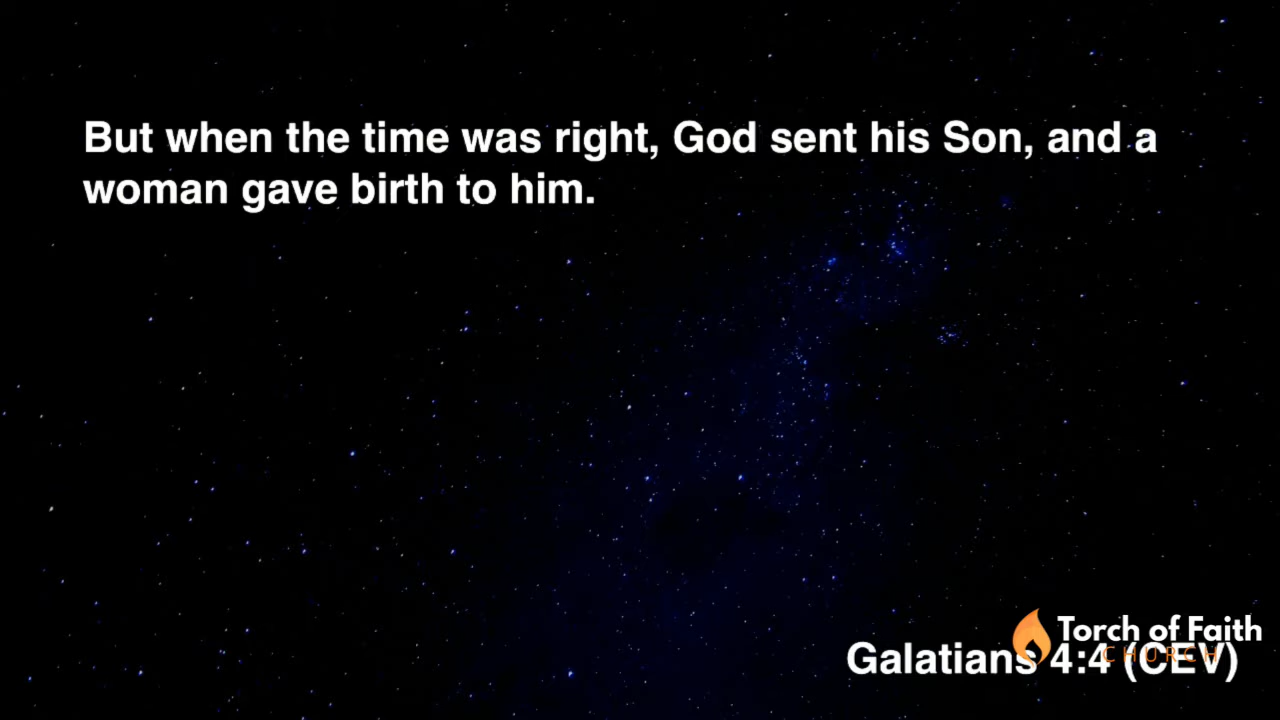 But when the time was right, God sent his Son, and a
woman gave birth to him.
Torch of Faith
CHURCH
Galatians 4:4 (CEV)